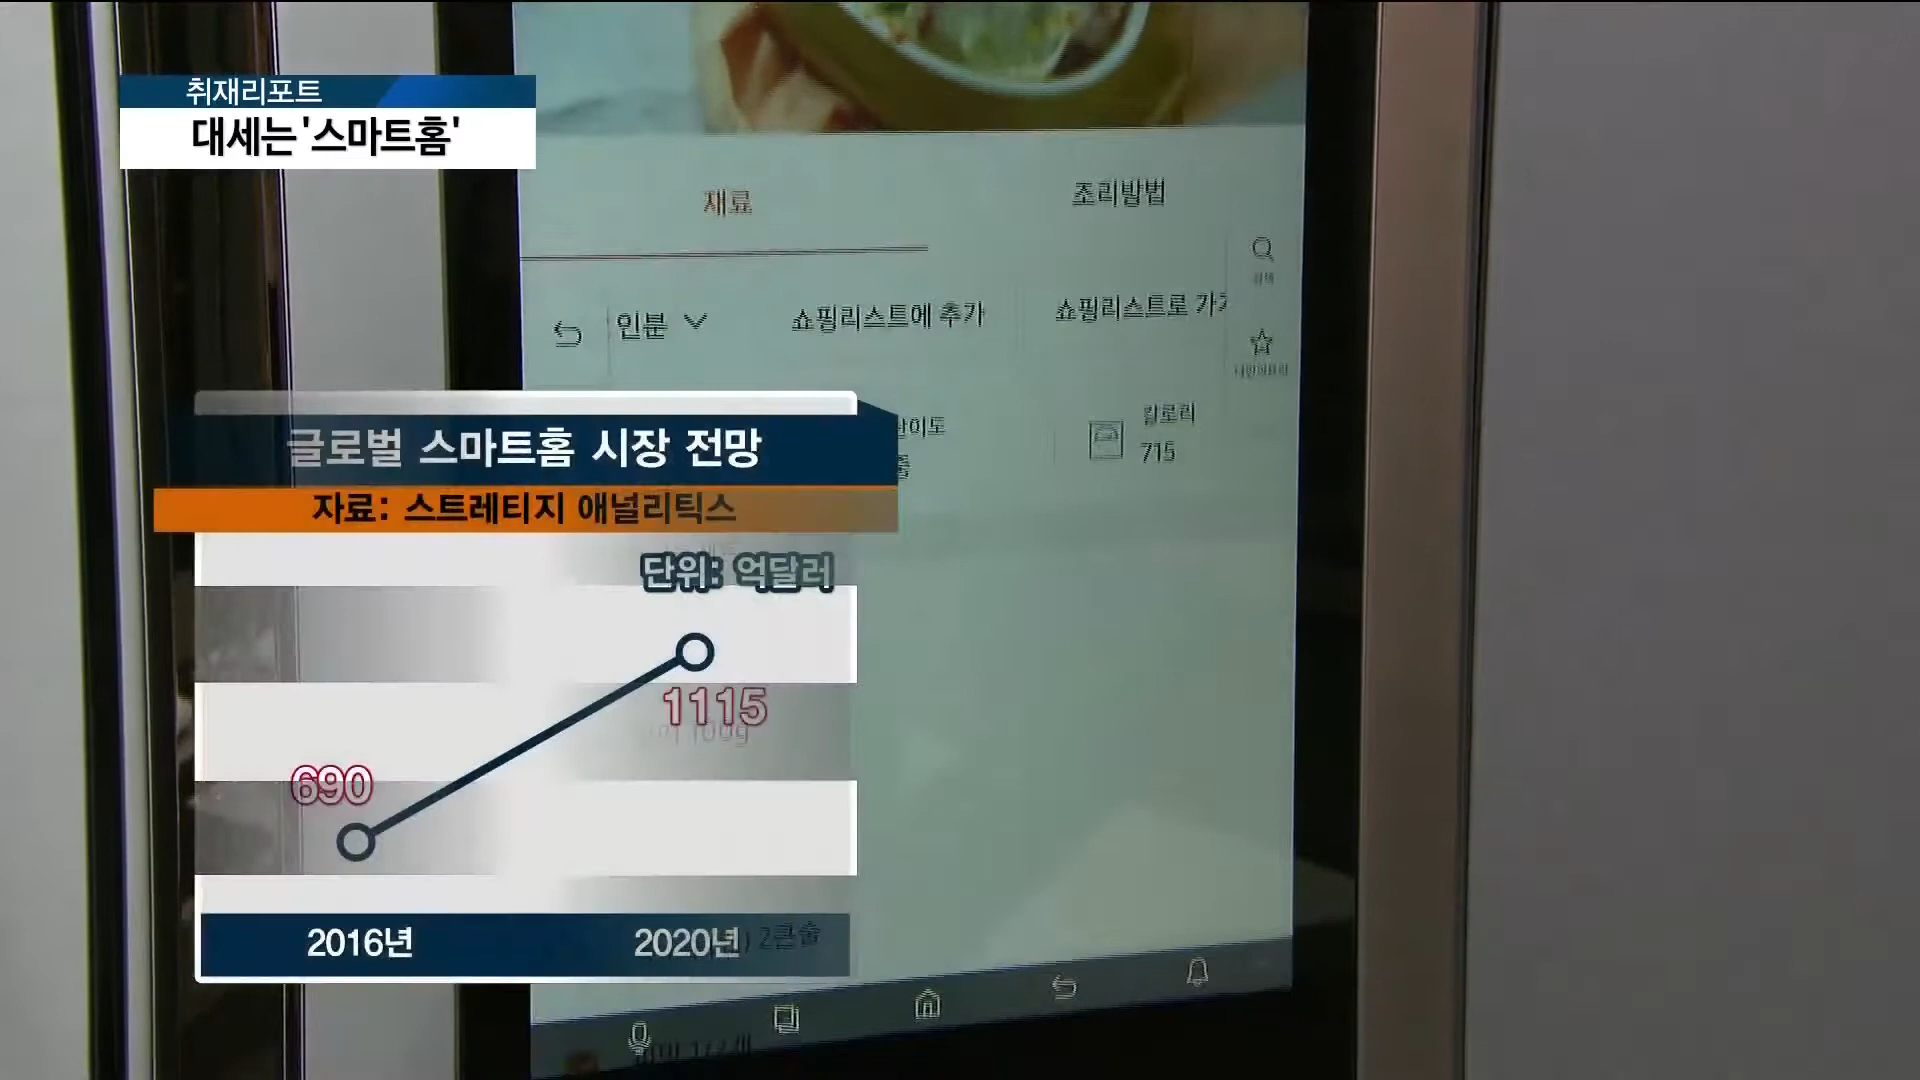 취재리포트
대세는 '스마트홈'
재료
조리방법
인분
쇼핑리스트에 추가
쇼핑리스트로
칼로리
715
글로벌 스마트홈 시장 전망
자료: 스트레티지 애널리틱스
단위: 억달러
1115
690
2016년
2020년
2큰술